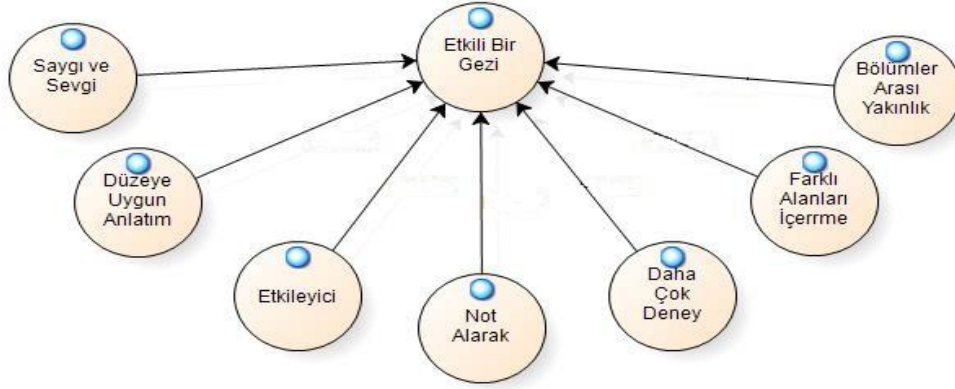 Etkili Bir
Gezi
Saygı ve
Sevgi
Bölümler
Arası
Yakınlık
Düzeye
Uygun
Anlatım
Farklı
Alanları
İçerrme
Etkileyici
Daha
Çok
Deney
Not
Alarak